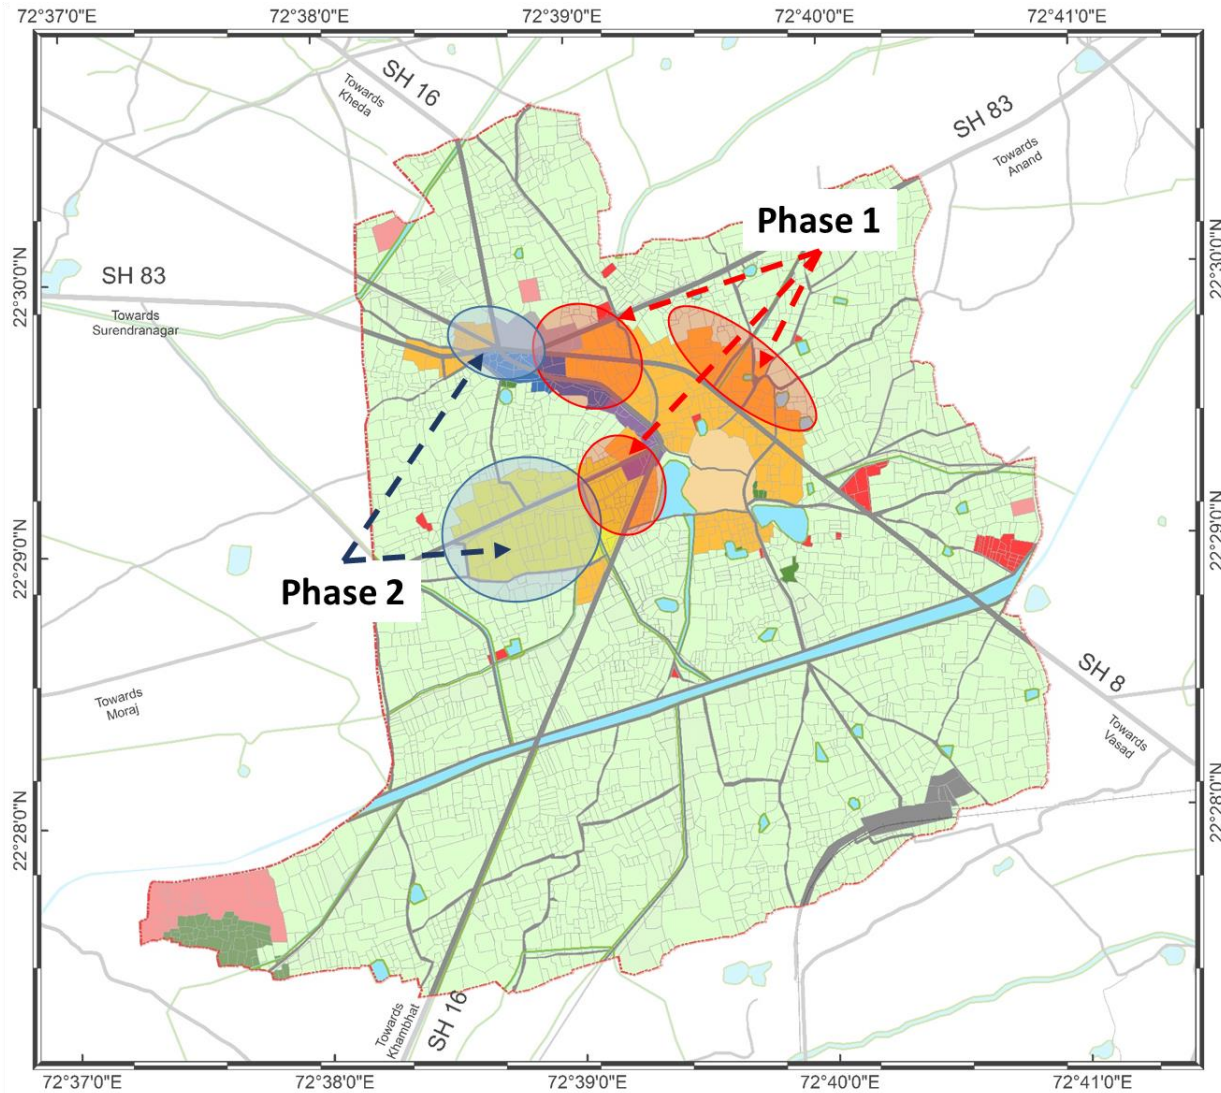 72°37'0"E
72°38'0"E
72°39'0"E
72°40'0"E
72°41'0"E
SH 16
Towards
Kheda
SH 83
Towards
Anand
Phase 1
22°30'0"N
22°30'0"N
SH 83
Towards
Surendranagar
22°29'0"N
22°29'0"N
Phase 2
Towards
Moraj
SH 8
Towards
Vasad
22°28'0"N
22°28'0"N
Towards
Khambhat
SH 16
72°37'0"E
72°38'0"E
72°39'0"E
72°40'0"E
72°41'0"E